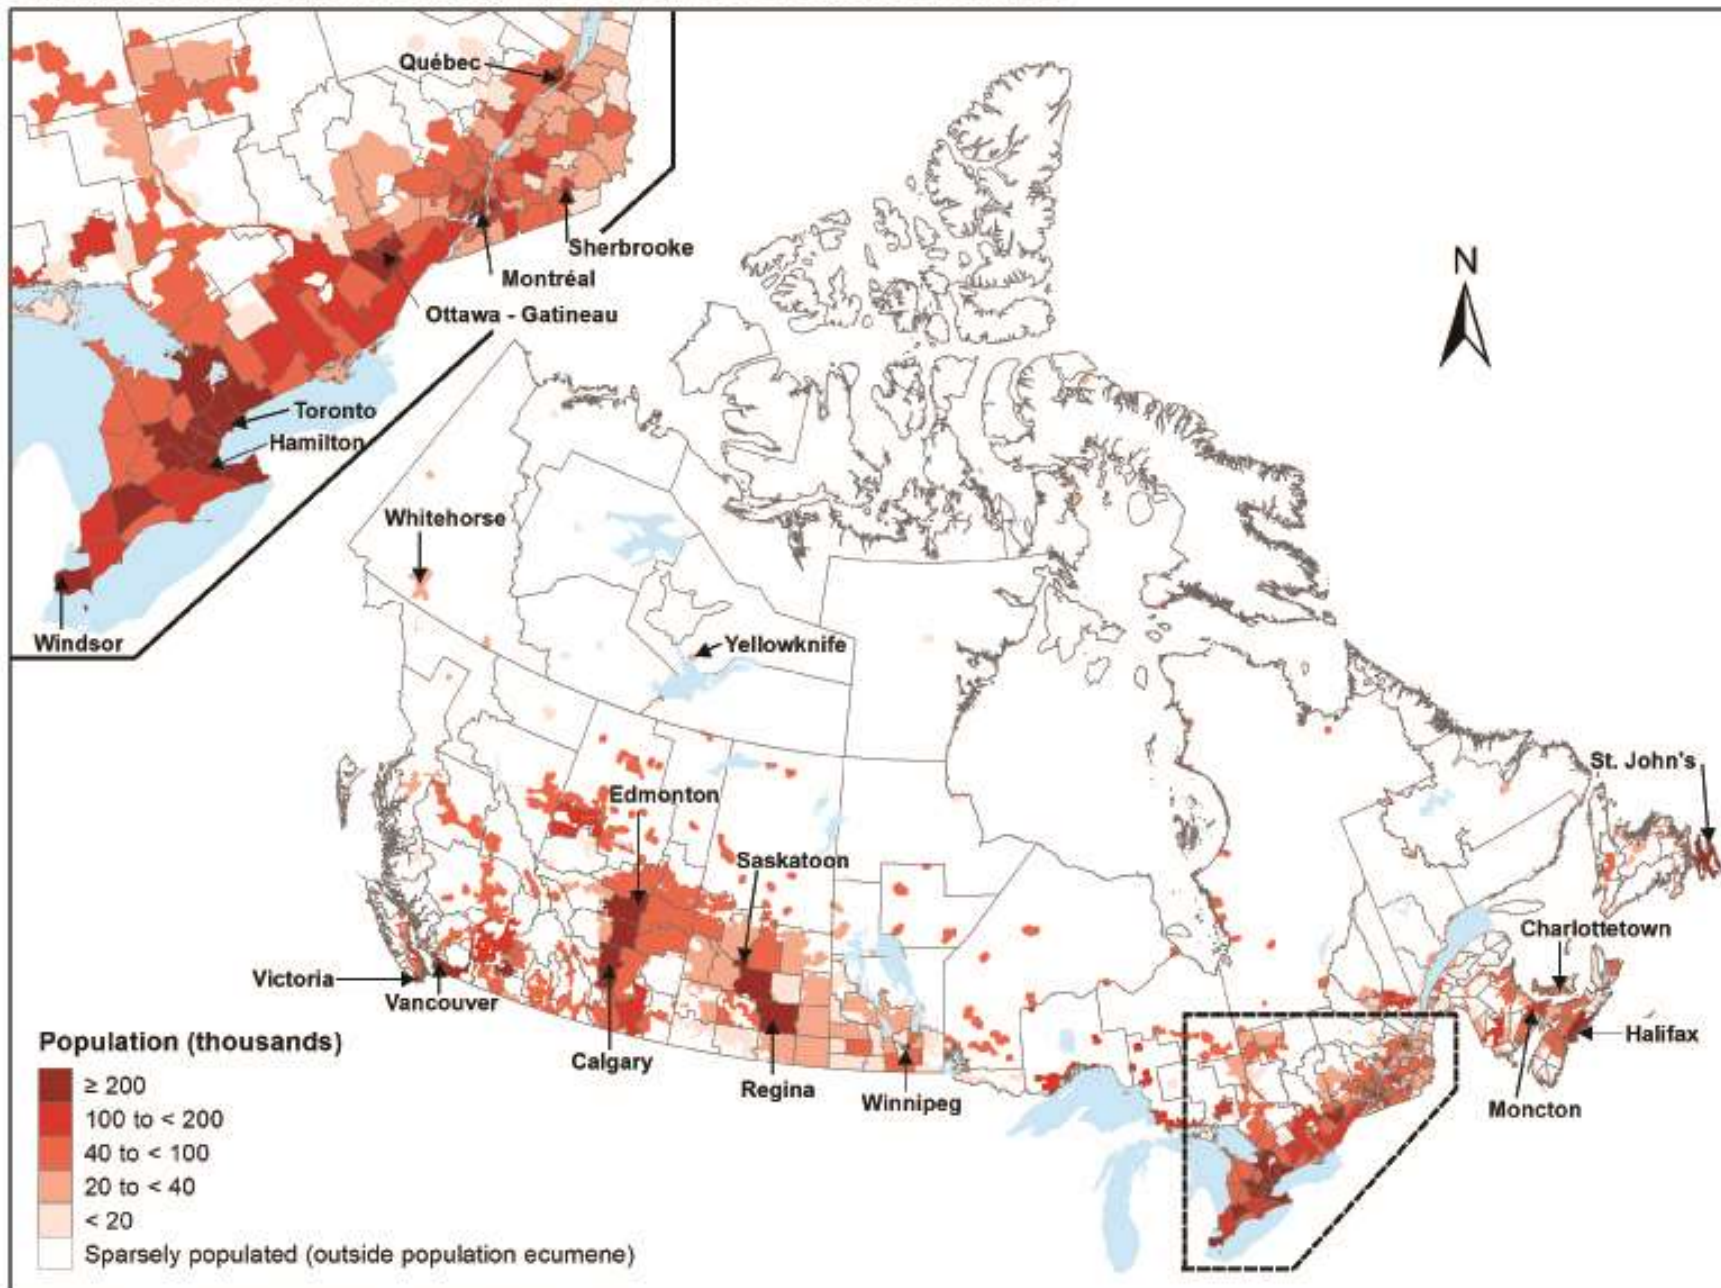 Québec
Sherbrooke
Montréal
Ottawa - Gatineau
Toronto
Hamilton
Windsor
N
Whitehorse
Yellowknife
St. John's
Edmonton
Saskatoon
Charlottetown
Victoria
Vancouver
Halifax
Calgary
Regina
Winnipeg
Moncton
Population (thousands)
≥ 200
100 to < 200
40 to < 100
20 to < 40
< 20
Sparsely populated (outside population ecumene)